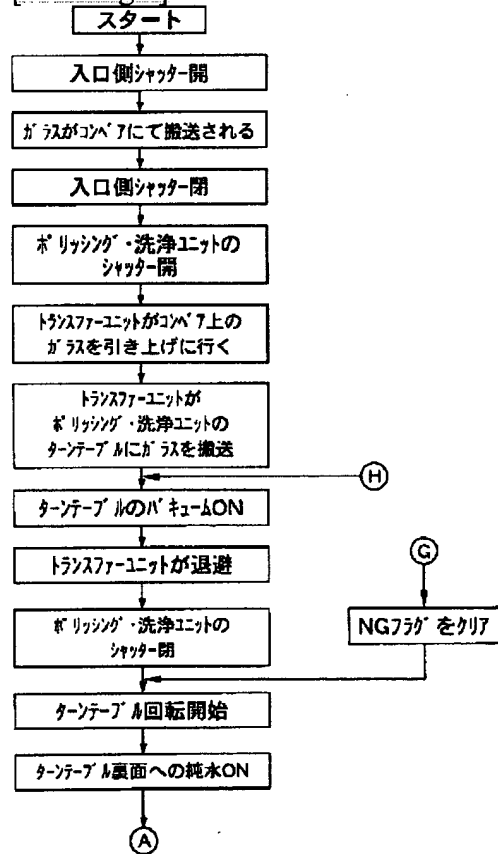 スタート
入口側シャッター開
ガラスがコンベアにて搬送される
入口側シャッター閉
ポリッシング・洗浄ユニットの
シャッター開
トランスファーユニットがコンベア上の
ガラスを引き上げに行く
トランスファーユニットが
ポリッシング・洗浄ユニットの
ターンテーブルにガラスを搬送
H
ターンテーブルのバキュームON
トランスファーユニットが退避
G
ポリッシング・洗浄ユニットの
シャッター閉
NGフラグをクリア
ターンテーブル回転開始
ターンテーブル裏面への純水ON
A